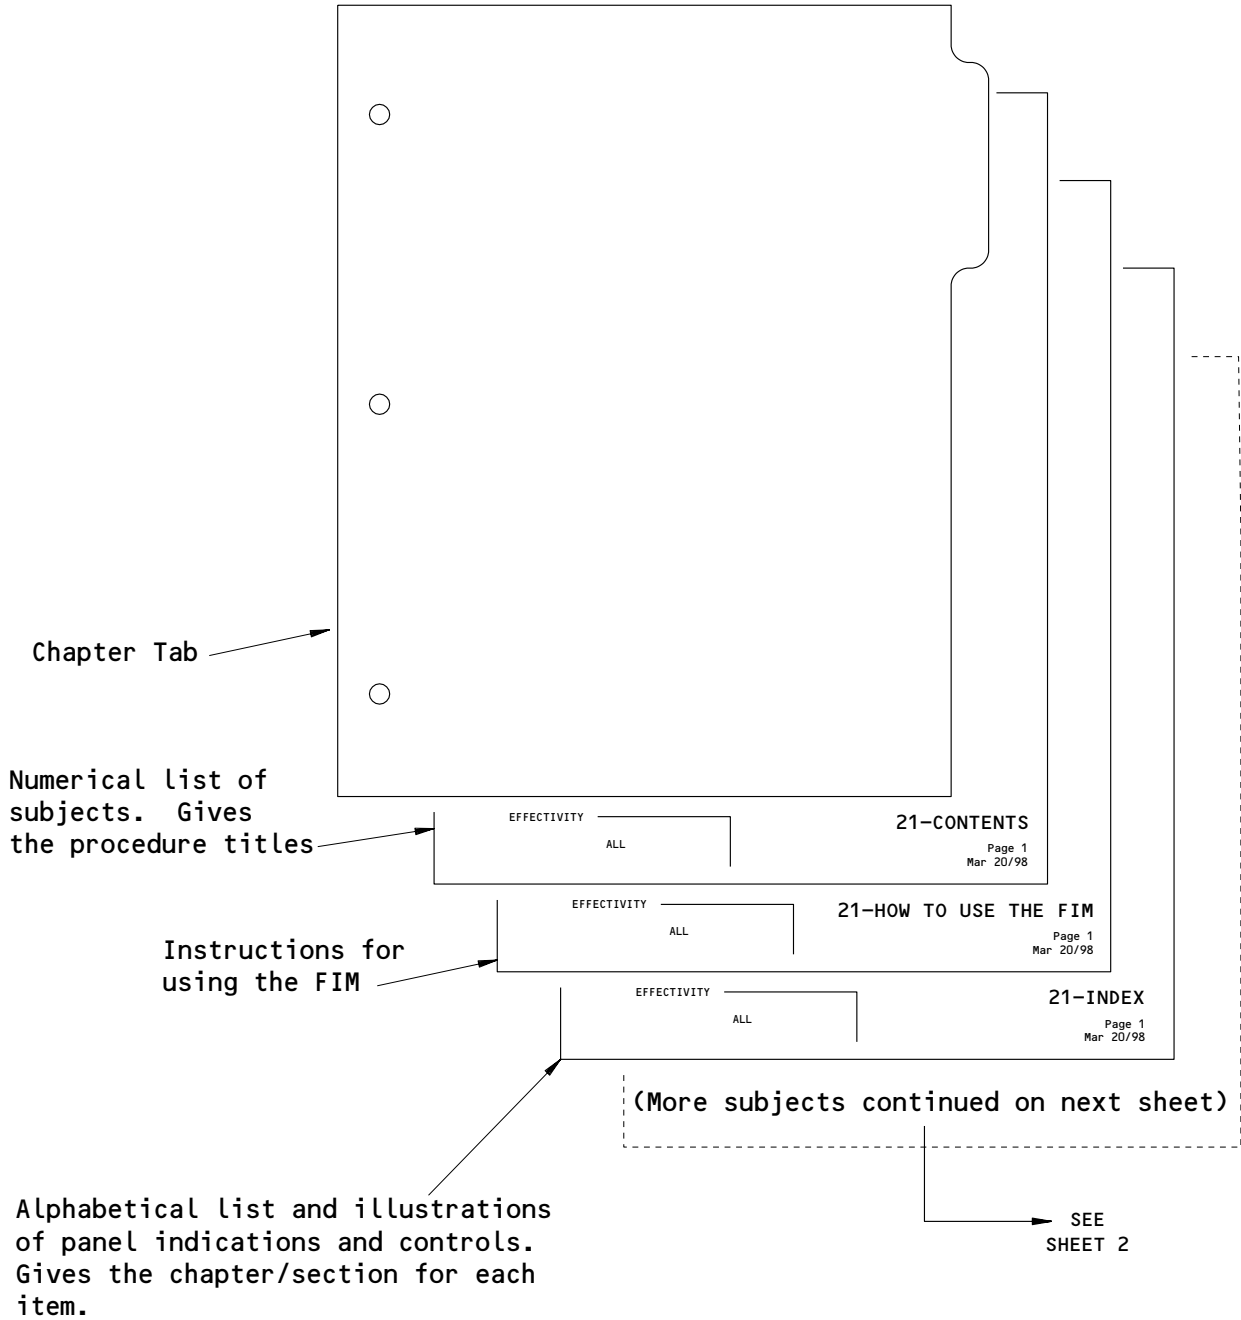 Chapter Tab
Numerical list of
subjects.  Gives
the procedure titles
EFFECTIVITY
ALL
21-CONTENTS
Page 1
Mar 20/98
Instructions for
using the FIM
EFFECTIVITY
ALL
21-HOW TO USE THE FIM
Page 1
Mar 20/98
EFFECTIVITY
ALL
21-INDEX
Page 1
Mar 20/98
(More subjects continued on next sheet)
Alphabetical list and illustrations
of panel indications and controls.
Gives the chapter/section for each
item.
SEE
SHEET 2